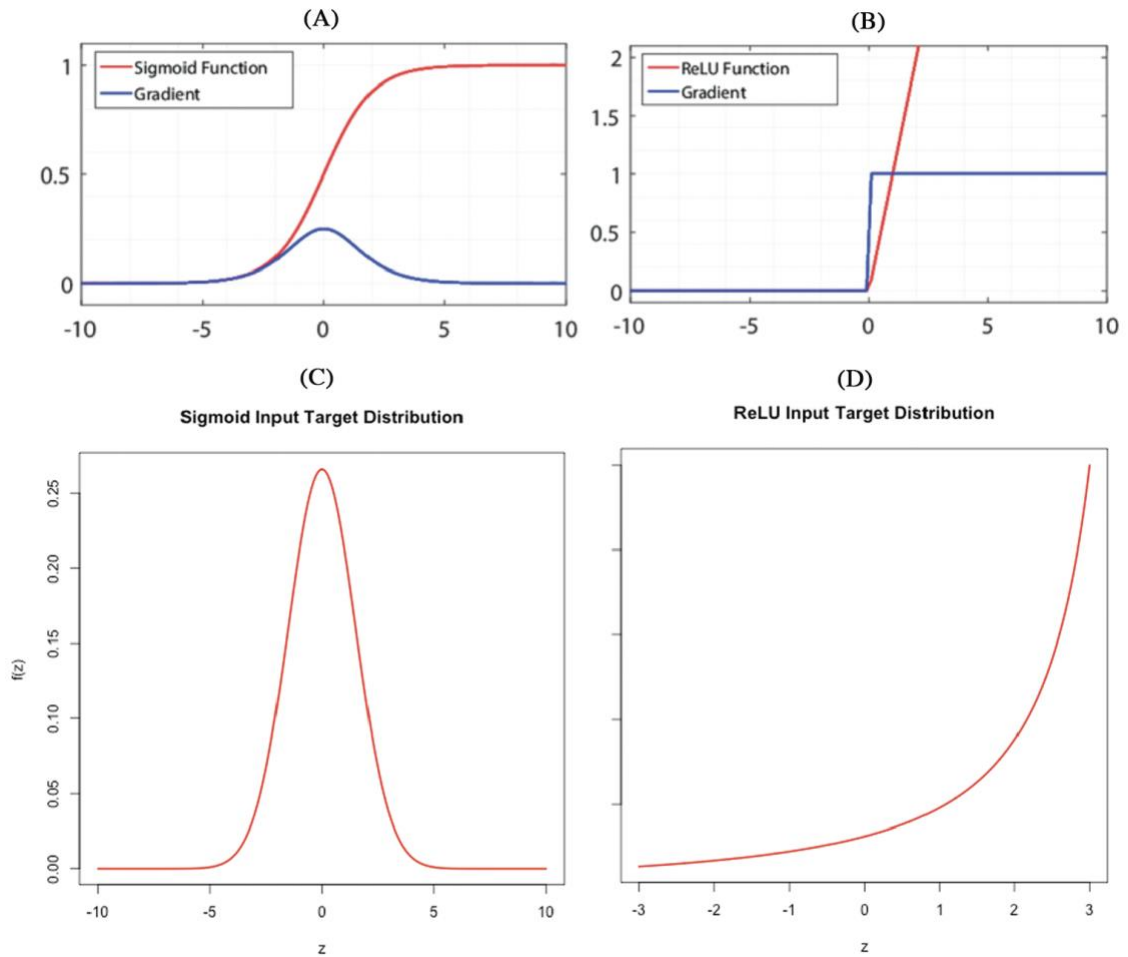 (A)
Sigmoid Function
Gradient
1
0.5
0
-10 -5 0 5 10
(B)
ReLU Function
Gradient
2
1.5
1
0.5
0
-10 -5 0 5 10
(C)
Sigmoid Input Target Distribution
f(z)
0.25
0.20
0.15
0.10
0.05
0.00
-10 -5 0 5 10
z
(D)
ReLU Input Target Distribution
-3 -2 -1 0 1 2 3
z